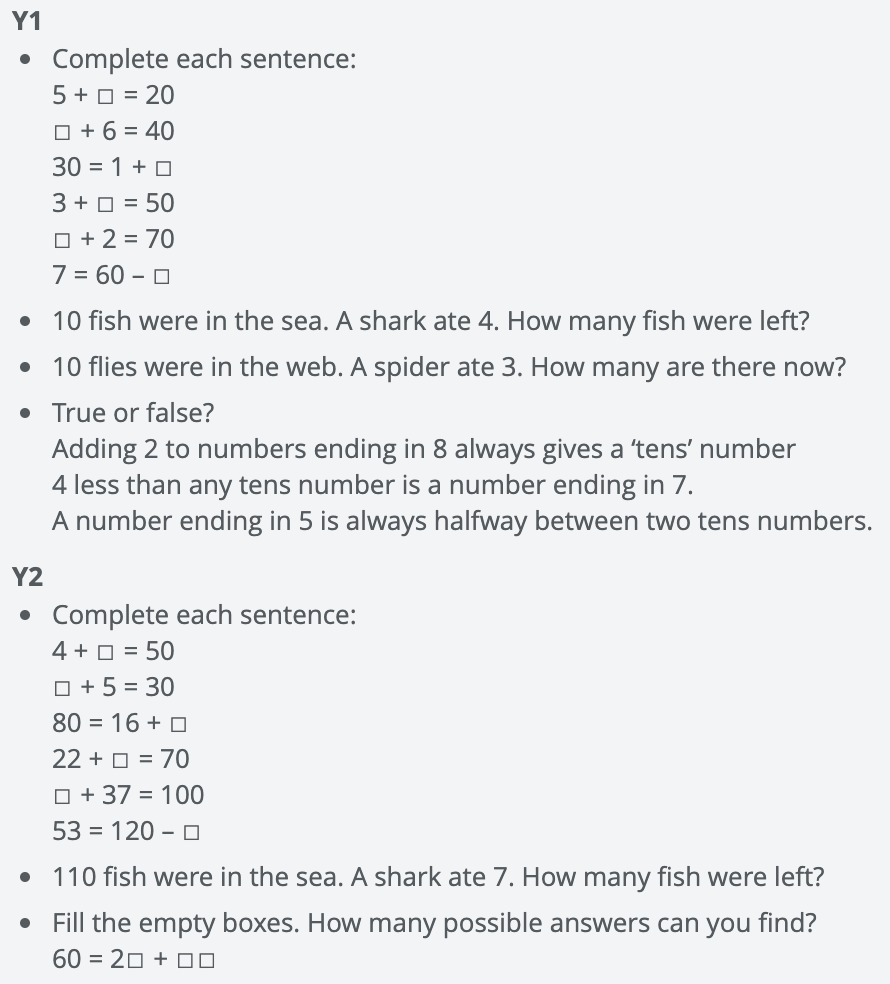 Y1
• Complete each sentence:
5 + □ = 20
□ + 6 = 40
30 = 1 + □
3 + □ = 50
□ + 2 = 70
7 = 60 – □
• 10 fish were in the sea. A shark ate 4. How many fish were left?
• 10 flies were in the web. A spider ate 3. How many are there now?
• True or false?
Adding 2 to numbers ending in 8 always gives a ‘tens’ number
4 less than any tens number is a number ending in 7.
A number ending in 5 is always halfway between two tens numbers.
Y2
• Complete each sentence:
4 + □ = 50
□ + 5 = 30
80 = 16 + □
22 + □ = 70
□ + 37 = 100
53 = 120 – □
• 110 fish were in the sea. A shark ate 7. How many fish were left?
• Fill the empty boxes. How many possible answers can you find?
60 = 2□ + □□